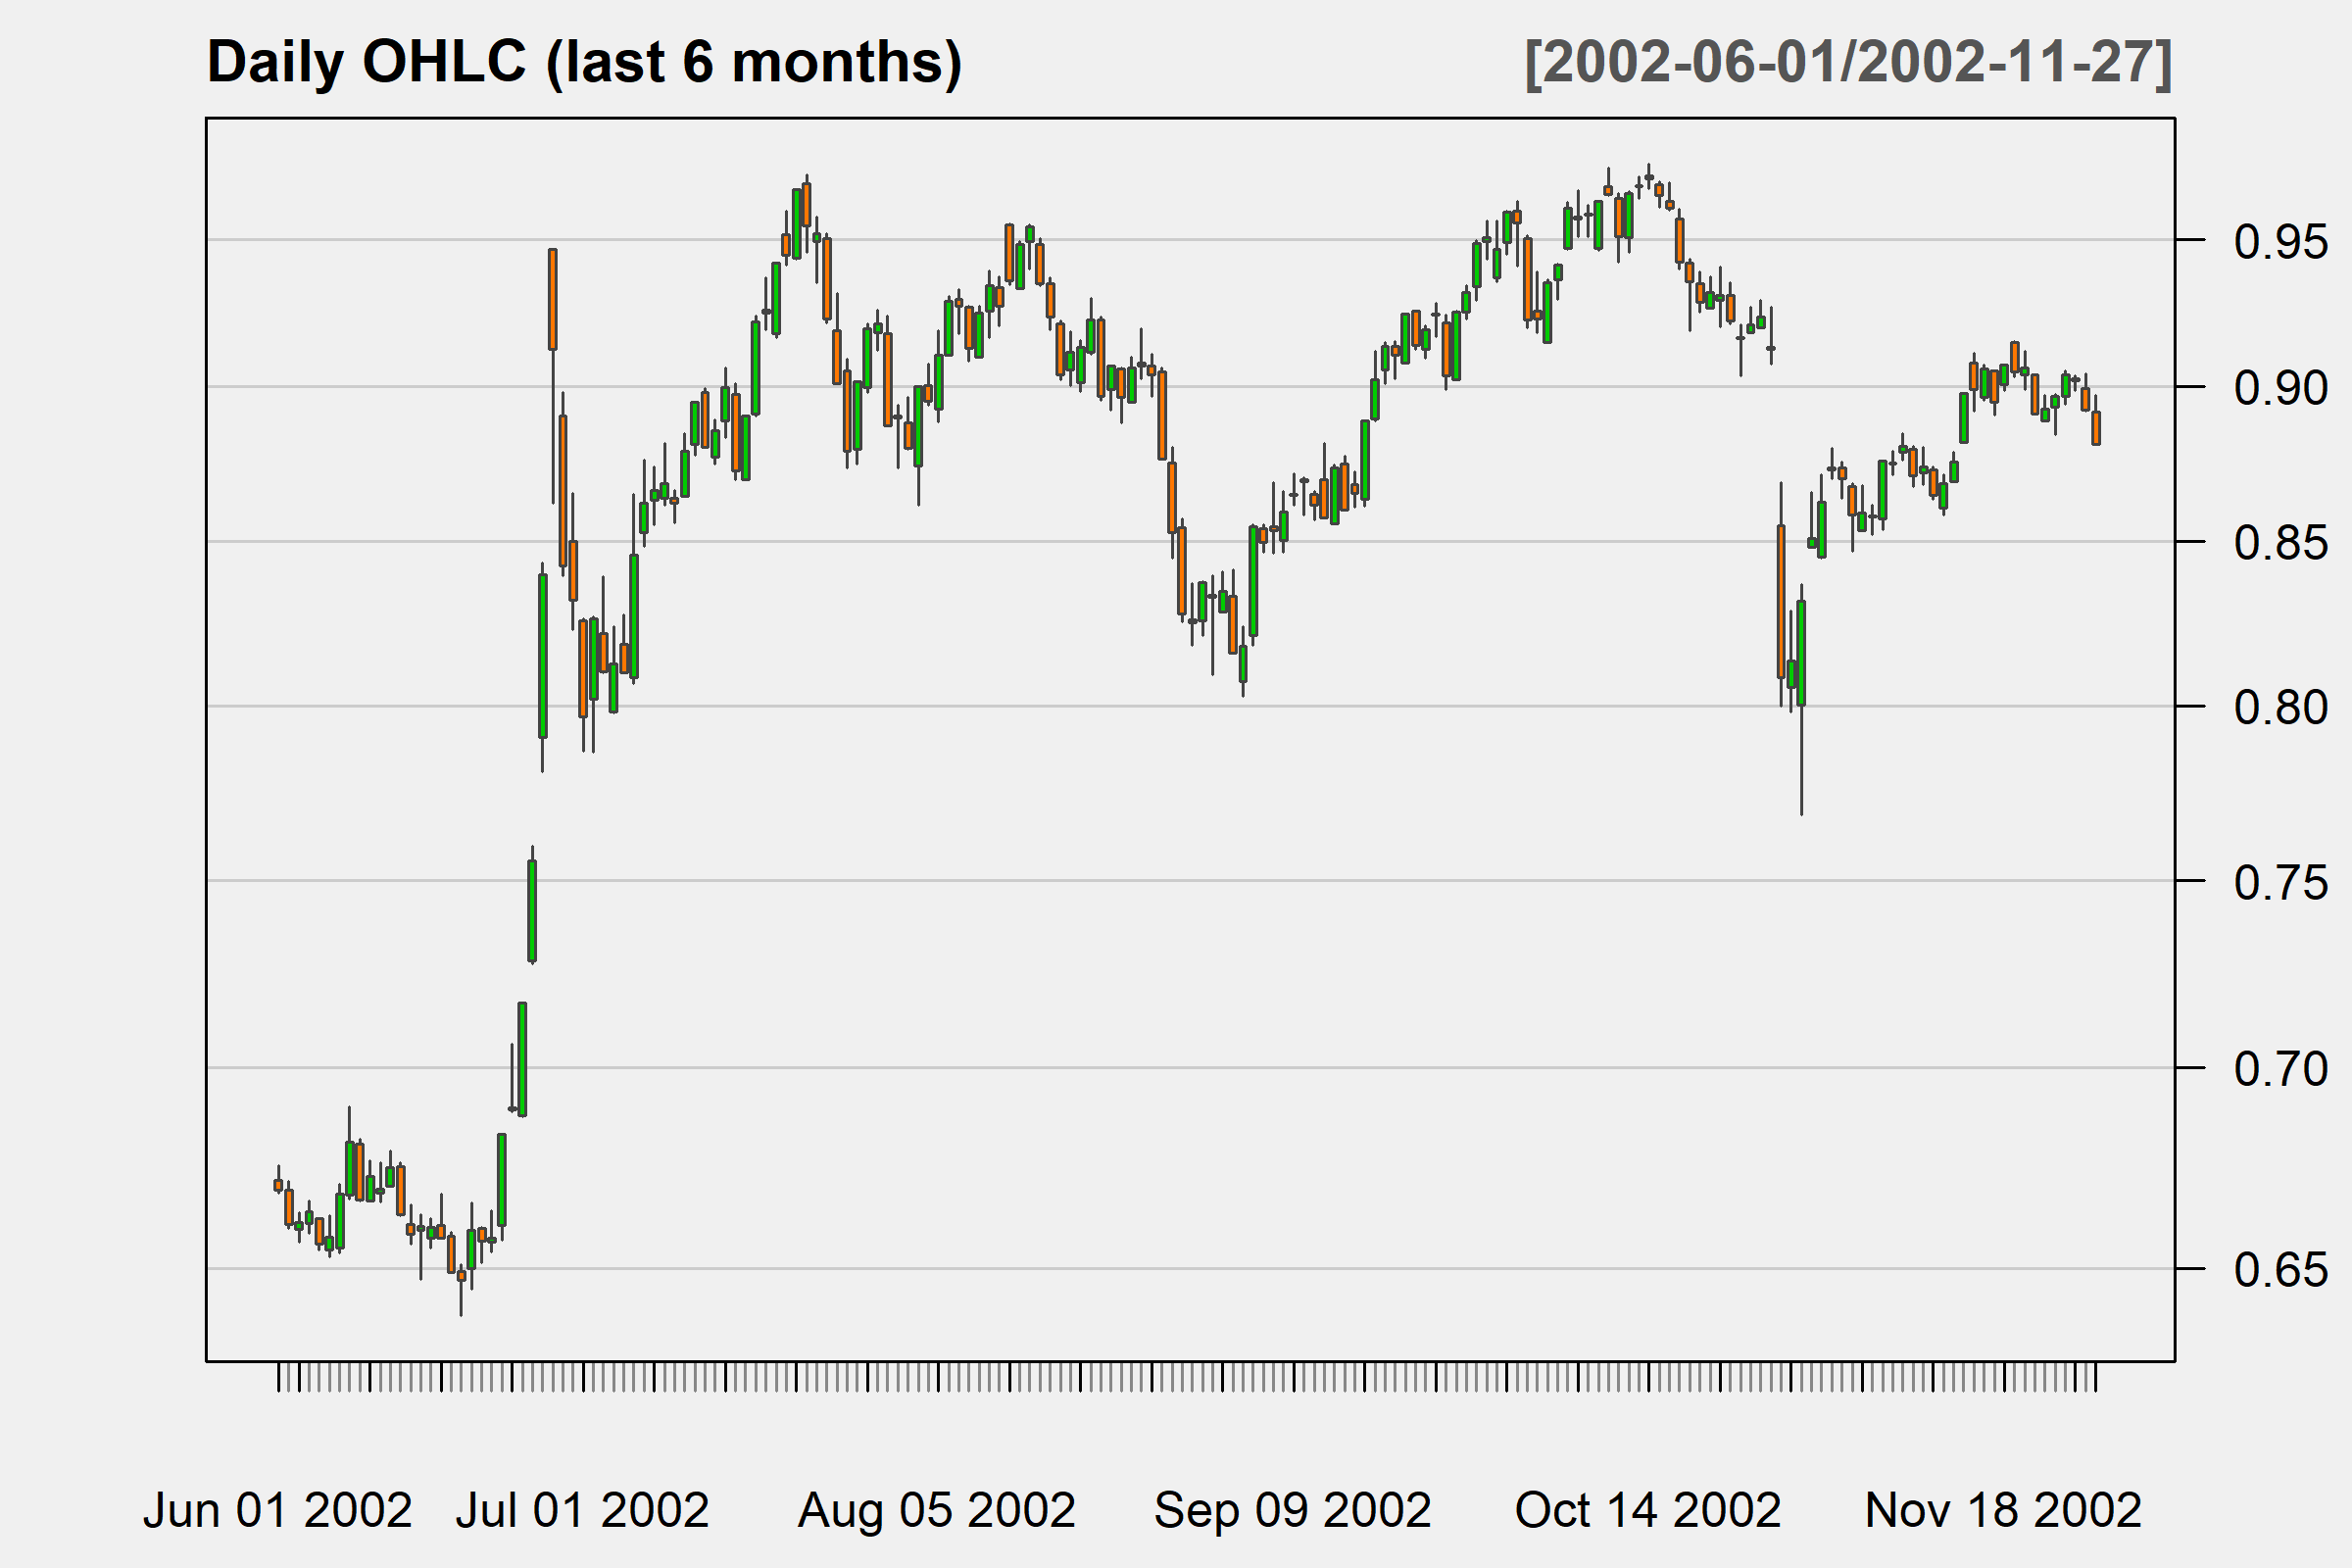 Daily OHLC (last 6 months)
[2002-06-01/2002-11-27]
0.95
0.90
0.85
0.80
0.75
0.70
0.65
Jun 01 2002
Jul 01 2002
Aug 05 2002
Sep 09 2002
Oct 14 2002
Nov 18 2002